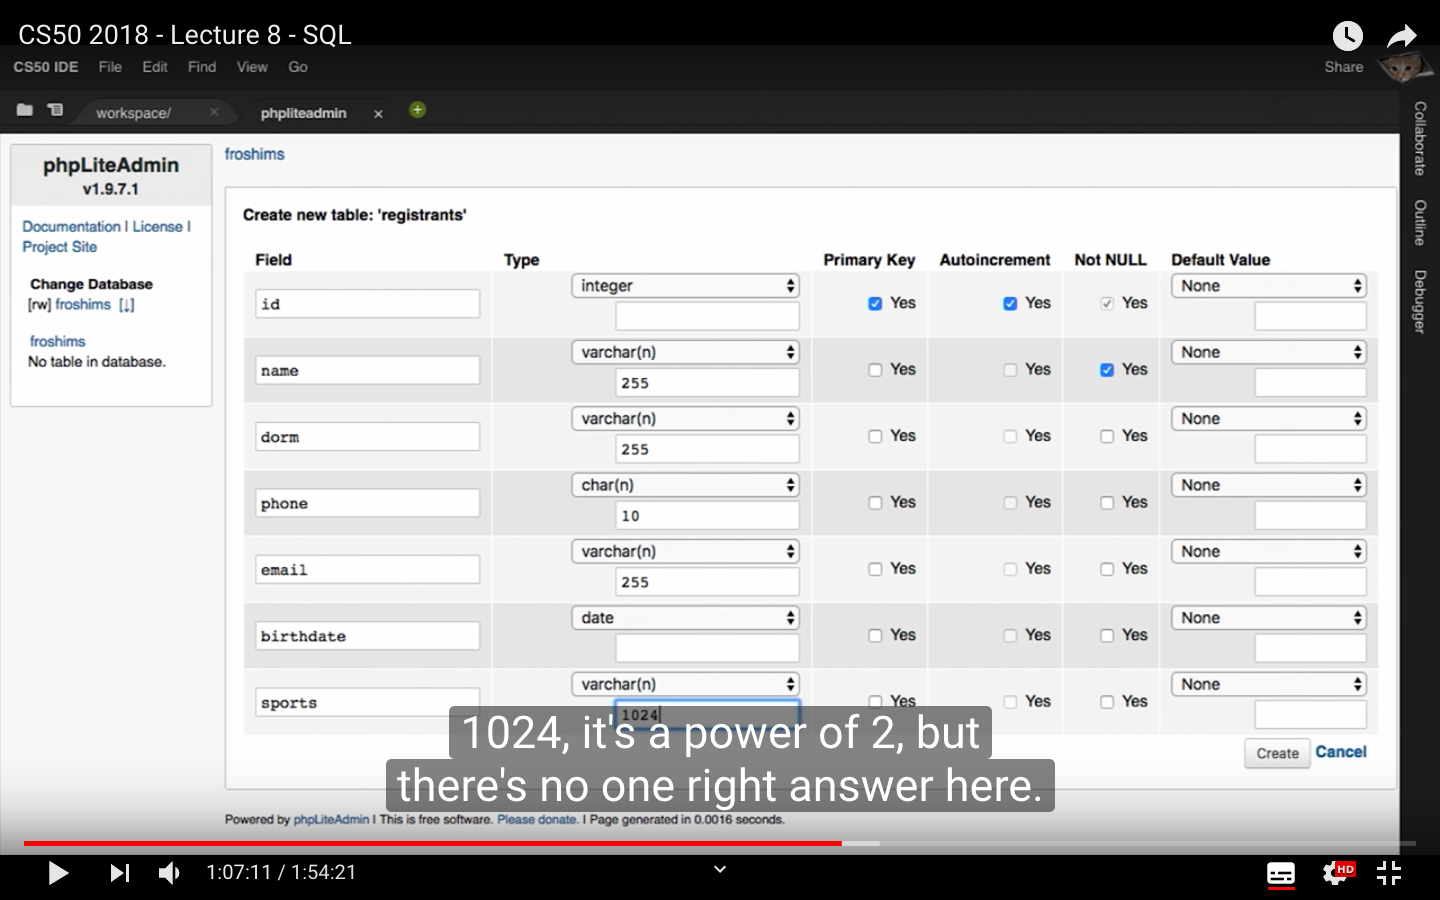 CS50 2018 - Lecture 8 - SQL
CS50 IDE File Edit Find View Go Share
workspace/ × phpliteadmin × +
Collaborate
Outline
Debugger
phpLiteAdmin
v1.9.7.1
Documentation | License |
Project Site
Change Database
[rw] froshims [↓]
froshims
No table in database.
froshims
Create new table: 'registrants'
Field Type Primary Key Autoincrement Not NULL Default Value
id integer Yes Yes Yes None
name varchar(n) Yes Yes Yes None
255
dorm varchar(n) Yes Yes Yes None
255
phone char(n) Yes Yes Yes None
10
email varchar(n) Yes Yes Yes None
255
birthdate date Yes Yes Yes None
sports varchar(n) Yes Yes Yes None
1024
1024, it's a power of 2, but
there's no one right answer here.
Create Cancel
Powered by phpLiteAdmin | This is free software. Please donate. | Page generated in 0.0016 seconds.
1:07:11 / 1:54:21
HD